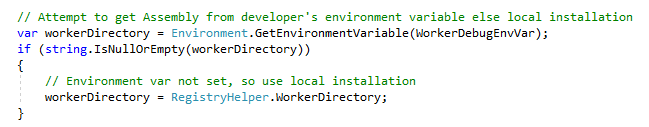 // Attempt to get Assembly from developer's environment variable else local installation
var workerDirectory = Environment.GetEnvironmentVariable(WorkerDebugEnvVar);
if (string.IsNullOrEmpty(workerDirectory))
{
    // Environment var not set, so use local installation
    workerDirectory = RegistryHelper.WorkerDirectory;
}